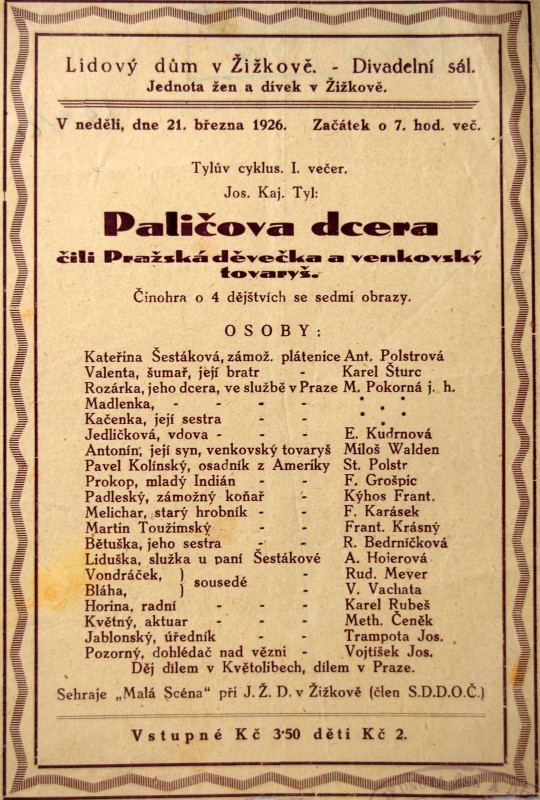 Lidový dům v Žižkově. - Divadelní sál.
Jednota žen a dívek v Žižkově.
V neděli, dne 21. března 1926. Začátek o 7. hod. več.
Tylův cyklus. I. večer.
Jos. Kaj. Tyl:
Paličova dcera
čili Pražská děvečka a venkovský
tovaryš.
Činohra o 4 dějštvích se sedmi obrazy.
OSOBY:
Kateřina Šestáková, zámož. plátenice Ant. Polstrová
Valenta, šumař, její bratr - Karel Šturc
Rozárka, jeho dcera, ve službě v Praze M. Pokorná j. h.
Madlenka, - - - - * * *
Kačenka, její sestra - - * * *
Jedličková, vdova - - - E. Kudrnová
Antonín, její syn, venkovský tovaryš Miloš Walden
Pavel Kolínský, osadník z Ameriky St. Polstr
Prokop, mladý Indián - - F. Grošpic
Padleský, zámožný koňař - Kýhos Frant.
Melichar, starý hrobník - - F. Karásek
Martin Toužimský - - Frant. Krásný
Bětuška, jeho sestra - - R. Bedrníčková
Liduška, služka u paní Šestákové A. Hoierová
Vondráček, } sousedé - Rud. Meyer
Bláha, } - V. Vachata
Horina, radní - - - Karel Rubeš
Květný, aktuar - - - Meth. Čeněk
Jablonský, úředník - - Trampota Jos.
Pozorný, dohlédač nad vězni - Vojtíšek Jos.
Děj dílem v Květolibech, dílem v Praze.
Sehraje „Malá Scéna" při J. Ž. D. v Žižkově (člen S.D.D.O.Č.)
Vstupné Kč 3·50 děti Kč 2.